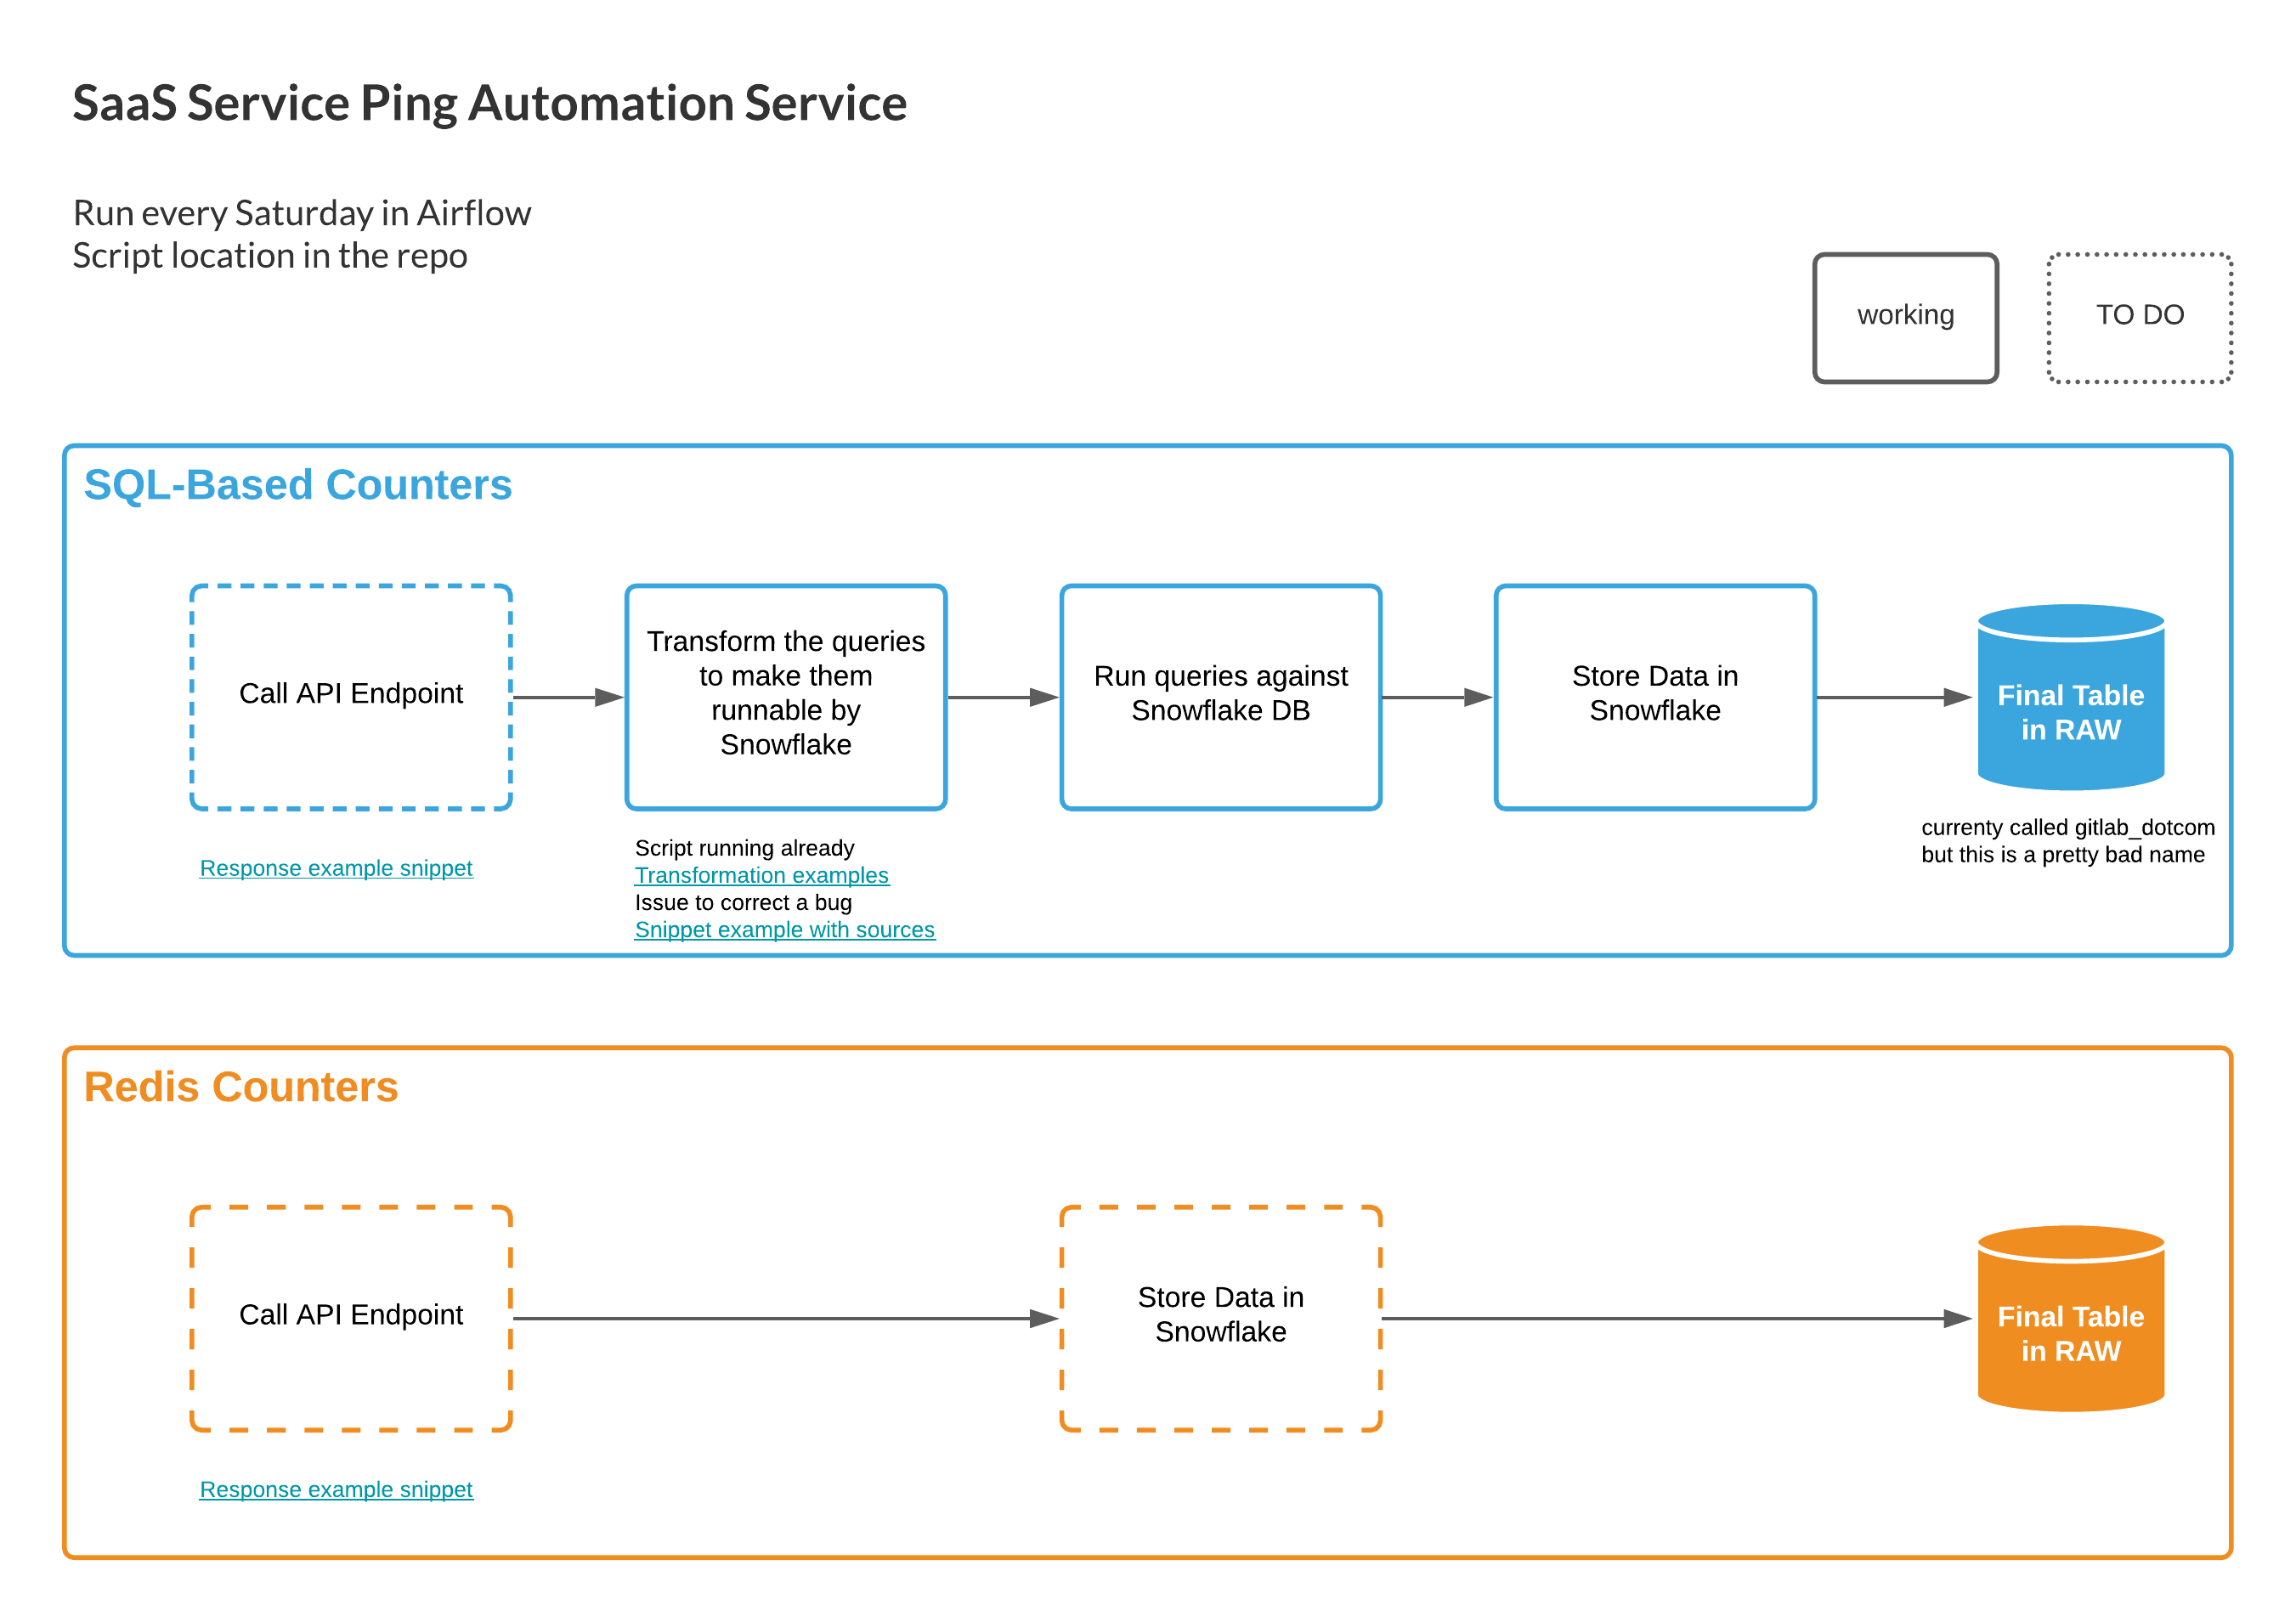 SaaS Service Ping Automation Service
Run every Saturday in Airflow
Script location in the repo
working
TO DO
SQL-Based Counters
Call API Endpoint
Transform the queries
to make them
runnable by
Snowflake
Run queries against
Snowflake DB
Store Data in
Snowflake
Final Table
in RAW
Response example snippet
Script running already
Transformation examples
Issue to correct a bug
Snippet example with sources
currenty called gitlab_dotcom
but this is a pretty bad name
Redis Counters
Call API Endpoint
Store Data in
Snowflake
Final Table
in RAW
Response example snippet